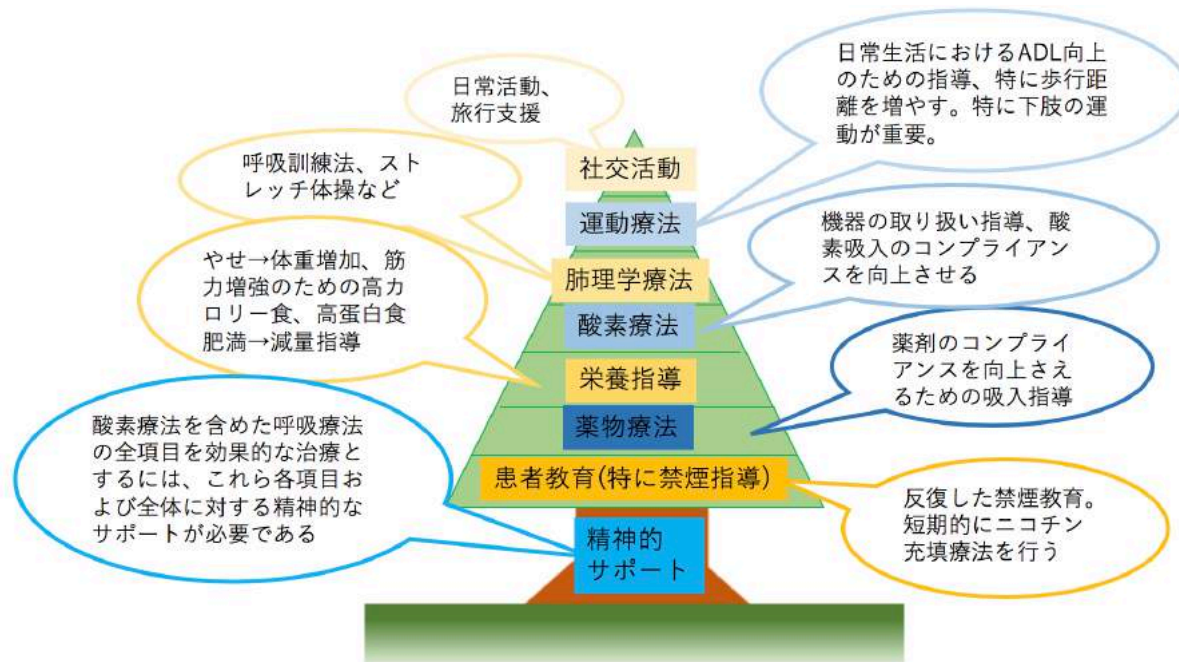 日常生活におけるADL向上
のための指導、特に歩行距
離を増やす。特に下肢の運
動が重要。
日常活動、
旅行支援
社交活動
呼吸訓練法、スト
レッチ体操など
運動療法
機器の取り扱い指導、酸
素吸入のコンプライアン
スを向上させる
肺理学療法
やせ→体重増加、筋
力増強のための高カ
ロリー食、高蛋白食
肥満→減量指導
酸素療法
薬剤のコンプライ
アンスを向上さえ
るための吸入指導
栄養指導
薬物療法
酸素療法を含めた呼吸療法
の全項目を効果的な治療と
するには、これら各項目お
よび全体に対する精神的な
サポートが必要である
患者教育(特に禁煙指導)
反復した禁煙教育。
短期的にニコチン
充填療法を行う
精神的
サポート